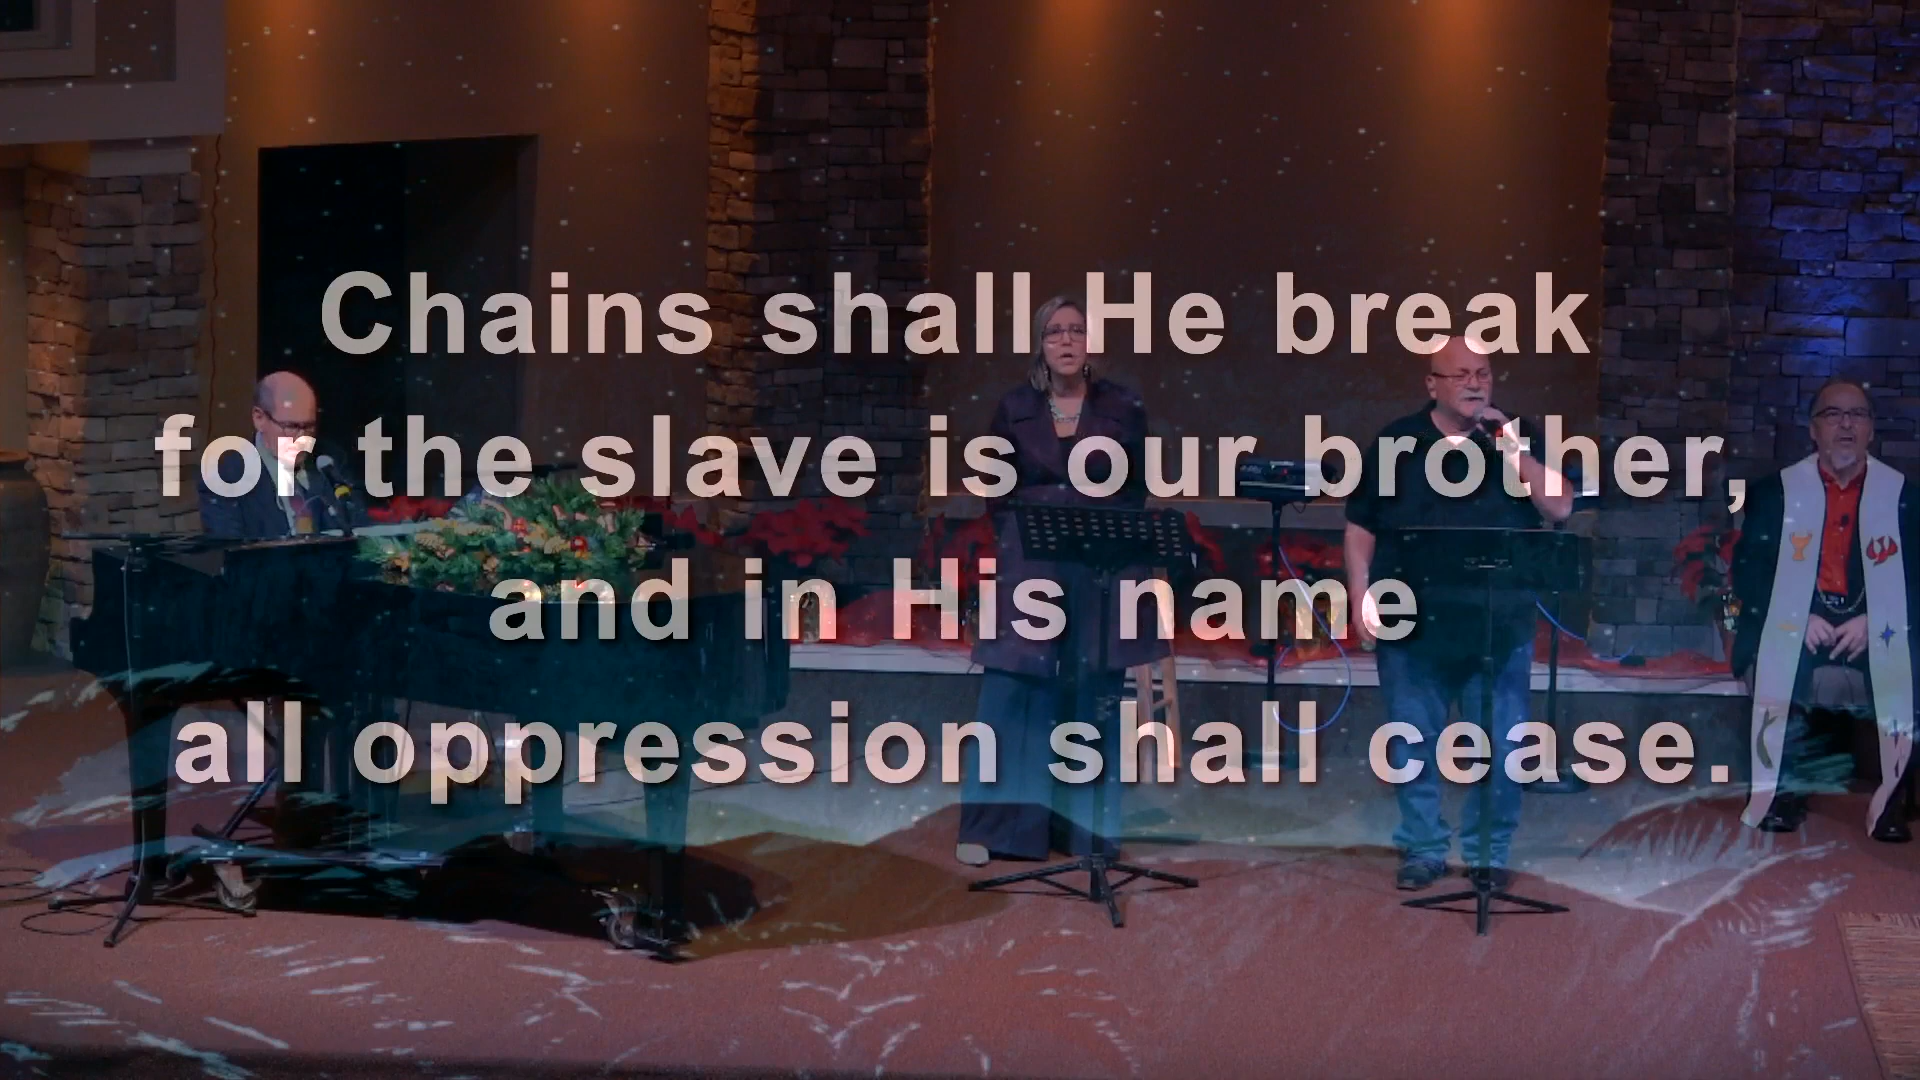 Chains shall He break
for the slave is our brother,
and in His name
all oppression shall cease.